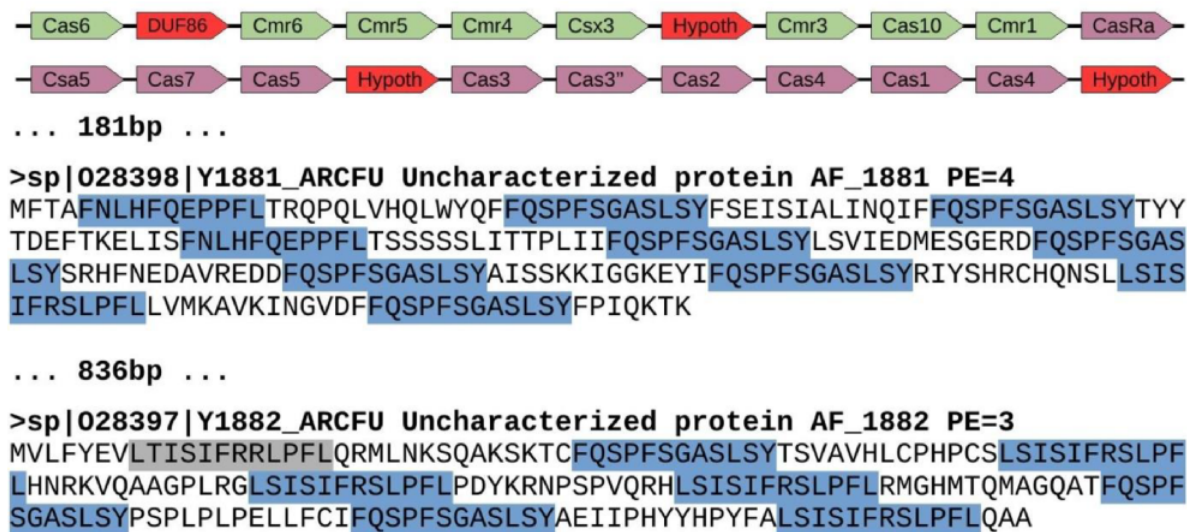 Cas6 DUF86 Cmr6 Cmr5 Cmr4 Csx3 Hypoth Cmr3 Cas10 Cmr1 CasRa
Csa5 Cas7 Cas5 Hypoth Cas3 Cas3" Cas2 Cas4 Cas1 Cas4 Hypoth
... 181bp ...
>sp|O28398|Y1881_ARCFU Uncharacterized protein AF_1881 PE=4
MFTAFNLHFQEPPFLTRQPQLVHQLWYQFFQSPFSGASLSYFSEISIALINQIFFQSPFSGASLSYTYY
TDEFTKELISFNLHFQEPPFLTSSSSSLITTPLIIFQSPFSGASLSYLSVIEDMESGERDFQSPFSGAS
LSYSRHFNEDAVREDDFQSPFSGASLSYAISSKKIGGKEYIFQSPFSGASLSYRIYSHRCHQNSLLSIS
IFRSLPFLLVMKAVKINGVDFFQSPFSGASLSYFPIQKTK
... 836bp ...
>sp|O28397|Y1882_ARCFU Uncharacterized protein AF_1882 PE=3
MVLFYEVLTISIFRRLPFLQRMLNKSQAKSKTCFQSPFSGASLSYTSVAVHLCPHPCSLSISIFRSLPF
LHNRKVQAAGPLRGLSISIFRSLPFLPDYKRNPSPVQRHLSISIFRSLPFLRMGHMTQMAGQATFQSPF
SGASLSYPSPLPLPELLFCIFQSPFSGASLSYAEIIPHYYHPYFALSISIFRSLPFLQAA